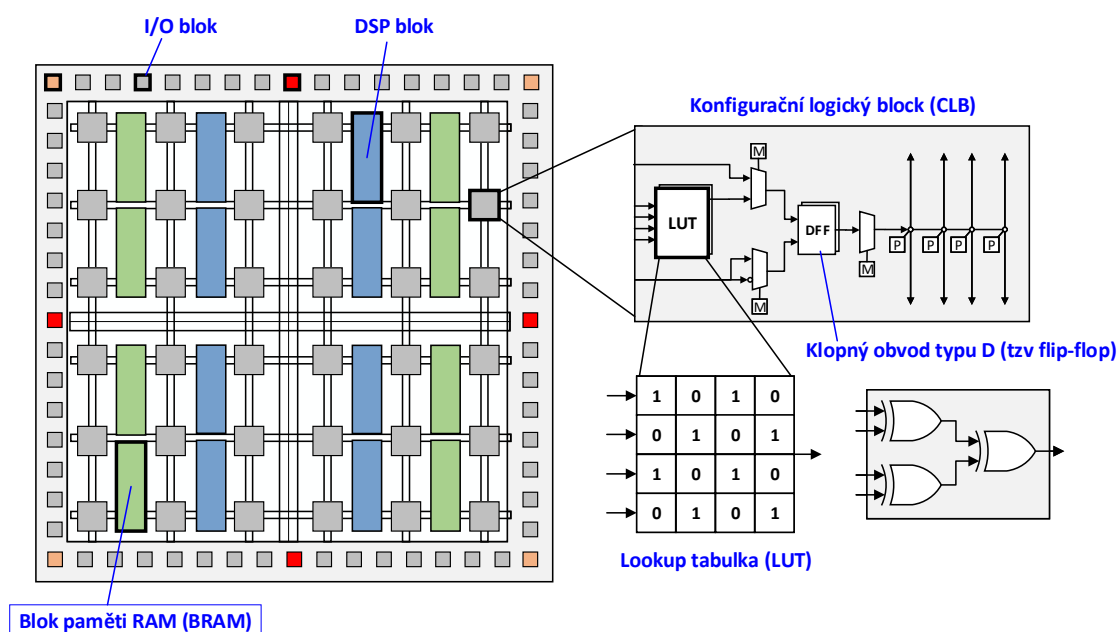 I/O blok
DSP blok
Konfigurační logický block (CLB)
M
LUT
DFF
P P P P
M
M
Klopný obvod typu D (tzv flip-flop)
1 0 1 0
0 1 0 1
1 0 1 0
0 1 0 1
Lookup tabulka (LUT)
Blok paměti RAM (BRAM)